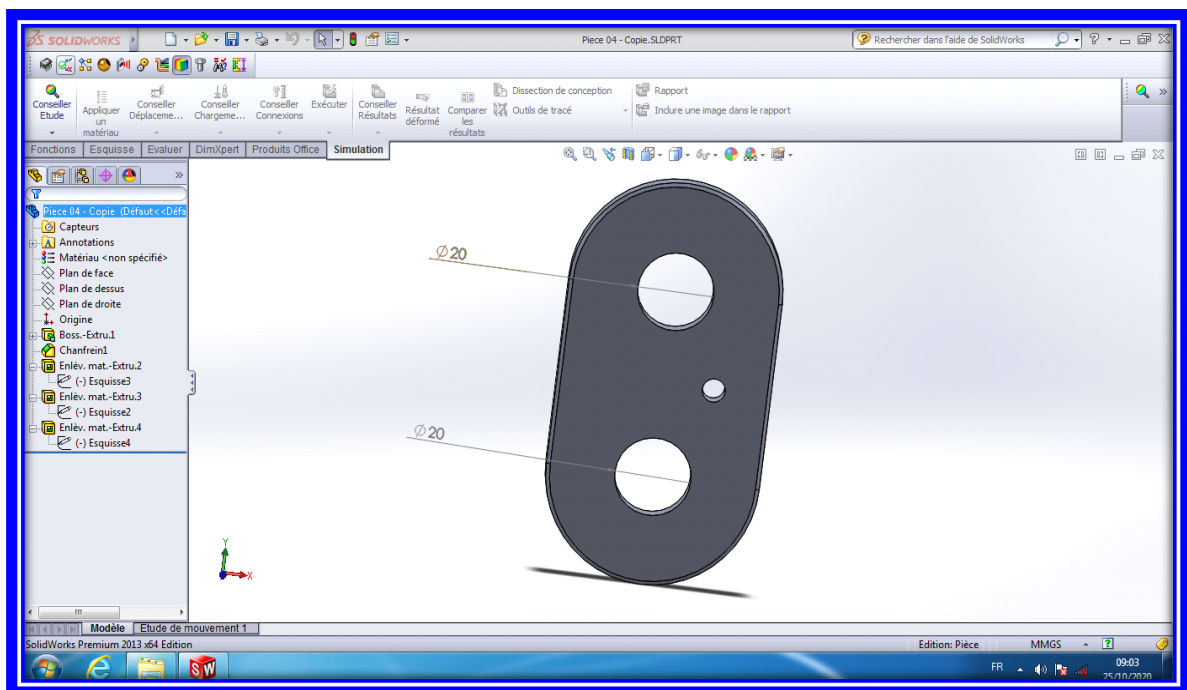 SOLIDWORKS
Piece 04 - Copie.SLDPRT
Rechercher dans l'aide de SolidWorks
Conseiller Etude
Appliquer un matériau
Conseiller Déplaceme...
Conseiller Chargeme...
Conseiller Connexions
Exécuter
Conseiller Résultats
Résultat déformé
Comparer les résultats
Dissection de conception
Outils de tracé
Rapport
Indure une image dans le rapport
Fonctions Esquisse Evaluer DimXpert Produits Office Simulation
Piece 04 - Copie (Défaut<<Défa
Capteurs
Annotations
Matériau <non spécifié>
Plan de face
Plan de dessus
Plan de droite
Origine
Boss.-Extru.1
Chanfrein1
Enlèv. mat.-Extru.2
(-) Esquisse3
Enlèv. mat.-Extru.3
(-) Esquisse2
Enlèv. mat.-Extru.4
(-) Esquisse4
Ø20
Ø20
Y
X
Modèle Etude de mouvement 1
SolidWorks Premium 2013 x64 Edition
Edition: Pièce MMGS
FR 09:03
25/10/2020